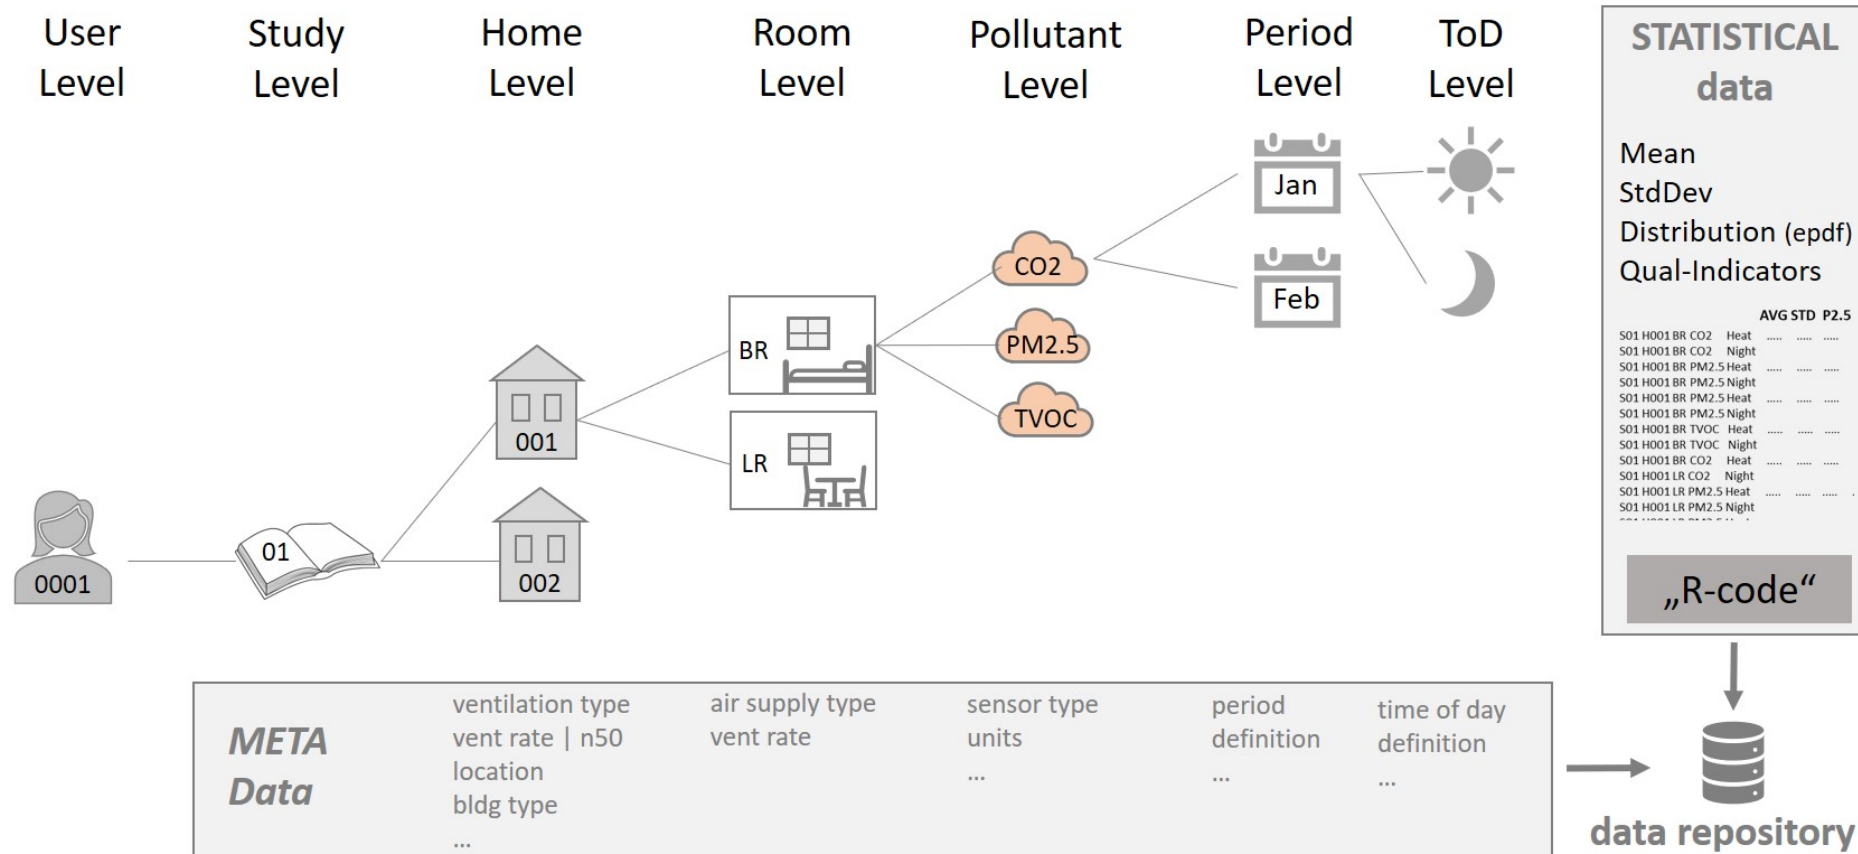 User Level
Study Level
Home Level
Room Level
Pollutant Level
Period Level
ToD Level
0001
01
001
002
BR
LR
CO2
PM2.5
TVOC
Jan
Feb
STATISTICAL
data
Mean
StdDev
Distribution (epdf)
Qual-Indicators
AVG STD P2.5
S01 H001 BR CO2 Heat ..... ..... .....
S01 H001 BR CO2 Night
S01 H001 BR PM2.5 Heat ..... ..... .....
S01 H001 BR PM2.5 Night
S01 H001 BR PM2.5 Heat ..... ..... .....
S01 H001 BR PM2.5 Night
S01 H001 BR TVOC Heat ..... ..... .....
S01 H001 BR TVOC Night
S01 H001 BR CO2 Heat ..... ..... .....
S01 H001 LR CO2 Night
S01 H001 LR PM2.5 Heat ..... ..... ..... .
S01 H001 LR PM2.5 Night
„R-code“
META
Data
ventilation type
vent rate | n50
location
bldg type
...
air supply type
vent rate
sensor type
units
...
period
definition
...
time of day
definition
...
data repository